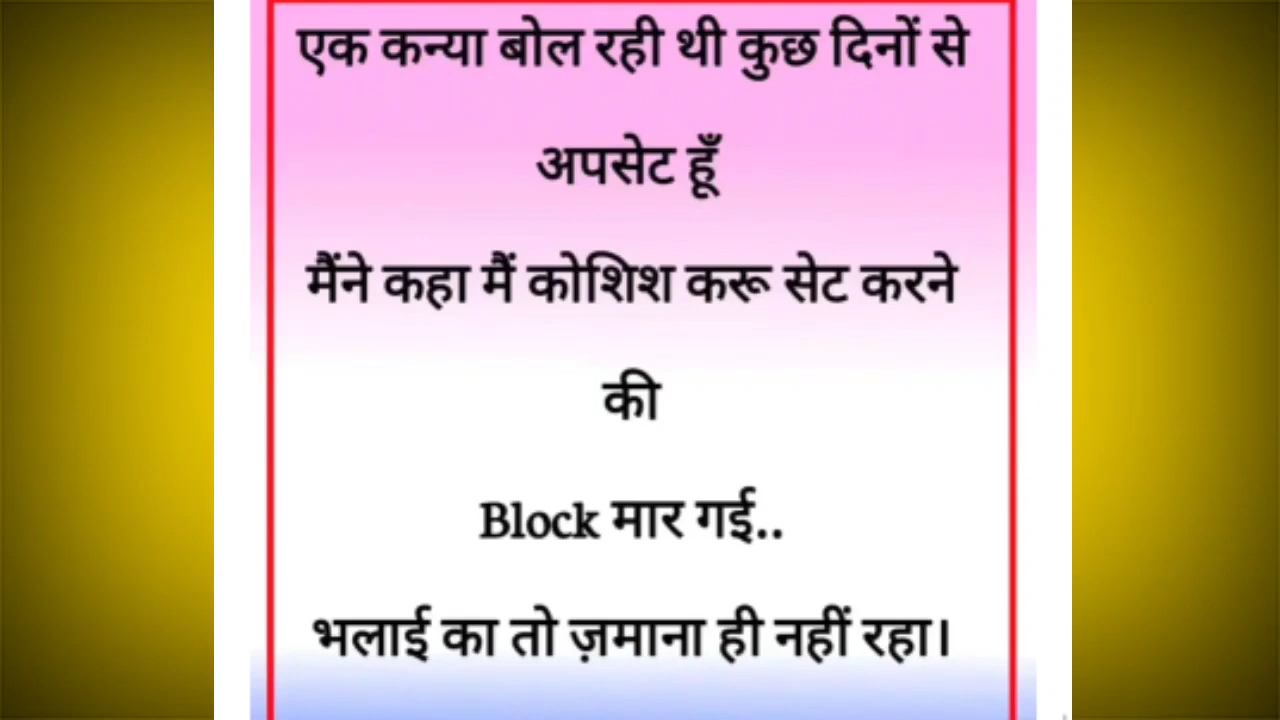 एक कन्या बोल रही थी कुछ दिनों से
अपसेट हूँ
मैंने कहा मैं कोशिश करू सेट करने
की
Block मार गई..
भलाई का तो ज़माना ही नहीं रहा।